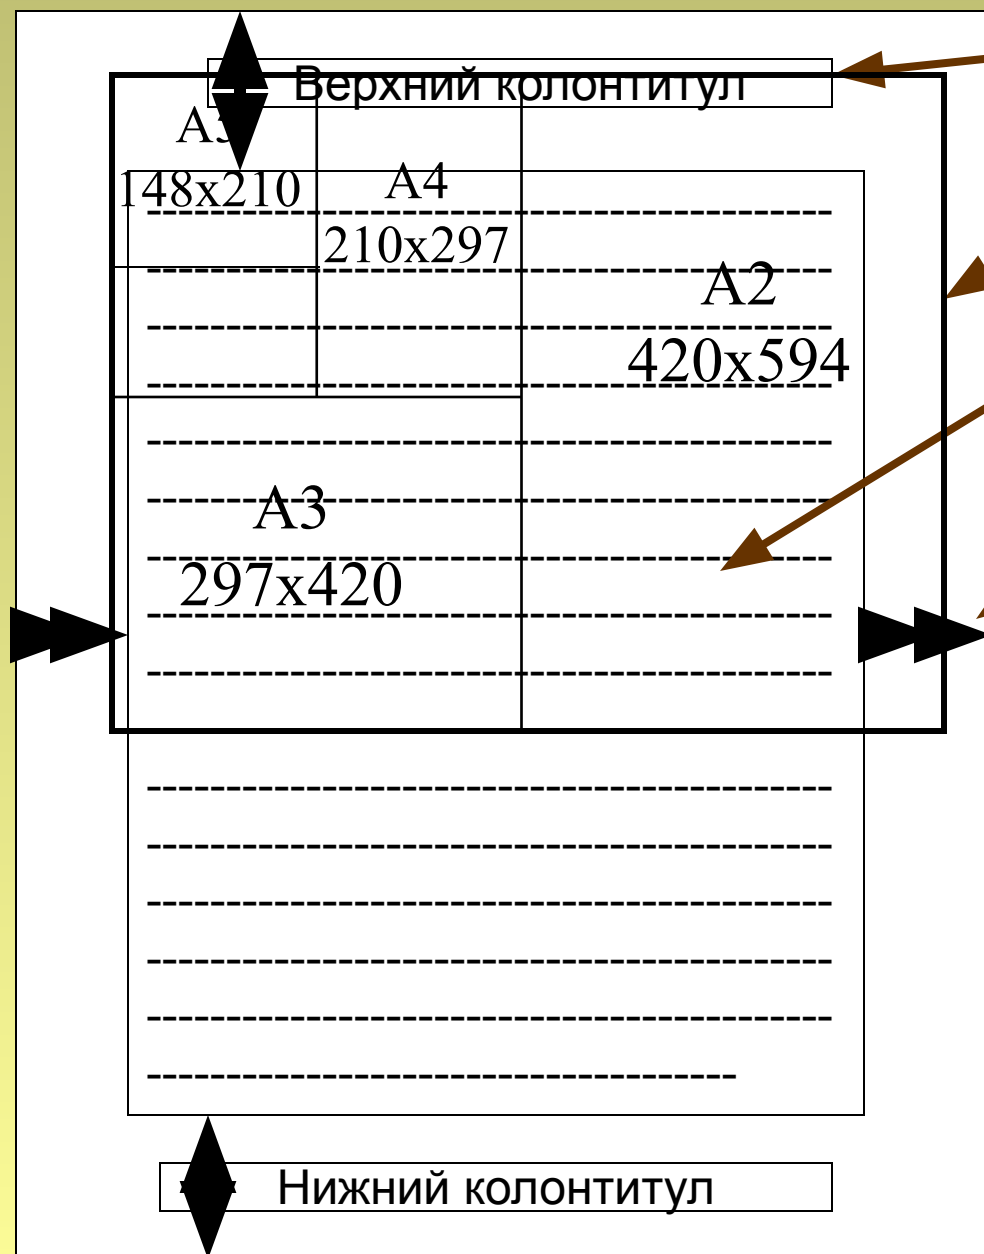 Верхний колонтитул
148x210
A4
210x297
A2
420x594
A3
297x420
Нижний колонтитул